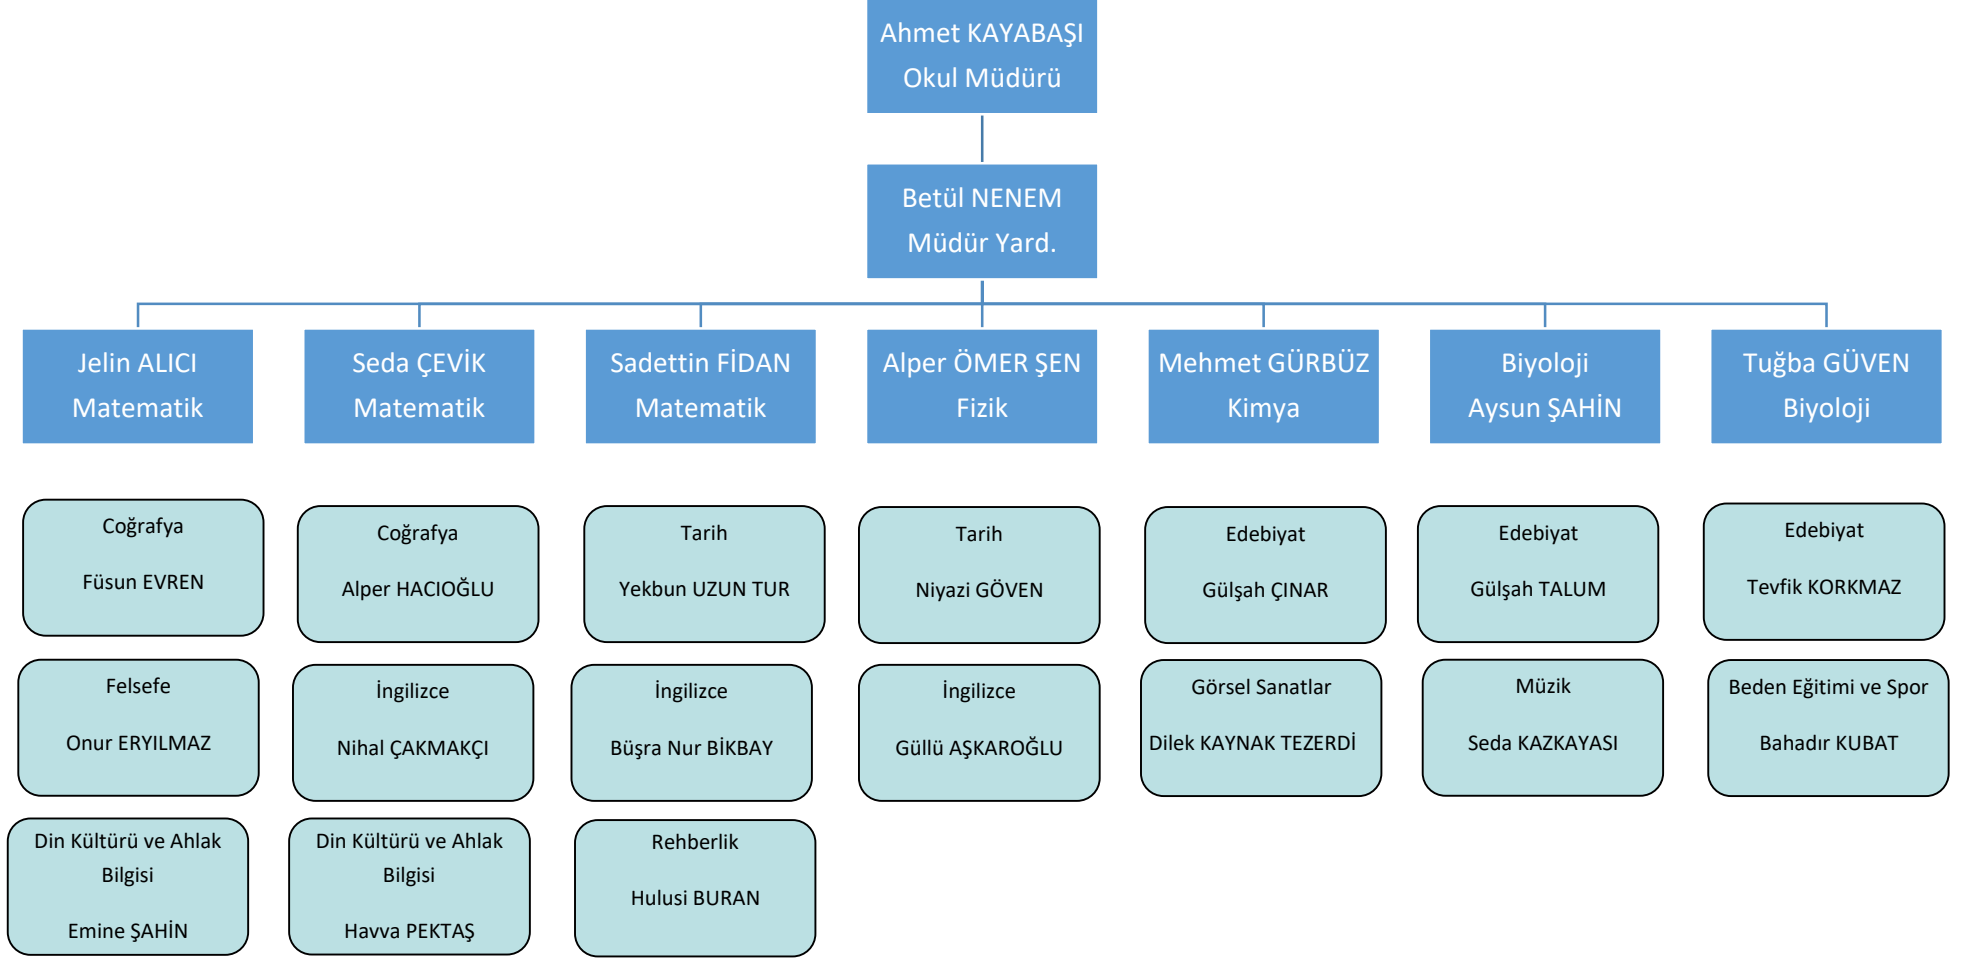 Ahmet KAYABAŞI
Okul Müdürü
Betül NENEM
Müdür Yard.
Jelin ALICI
Matematik
Seda ÇEVİK
Matematik
Sadettin FİDAN
Matematik
Alper ÖMER ŞEN
Fizik
Mehmet GÜRBÜZ
Kimya
Biyoloji
Aysun ŞAHİN
Tuğba GÜVEN
Biyoloji
Coğrafya
Füsun EVREN
Coğrafya
Alper HACIOĞLU
Tarih
Yekbun UZUN TUR
Tarih
Niyazi GÖVEN
Edebiyat
Gülşah ÇINAR
Edebiyat
Gülşah TALUM
Edebiyat
Tevfik KORKMAZ
Felsefe
Onur ERYILMAZ
İngilizce
Nihal ÇAKMAKÇI
İngilizce
Büşra Nur BİKBAY
İngilizce
Güllü AŞKAROĞLU
Görsel Sanatlar
Dilek KAYNAK TEZERDİ
Müzik
Seda KAZKAYASI
Beden Eğitimi ve Spor
Bahadır KUBAT
Din Kültürü ve Ahlak
Bilgisi
Emine ŞAHİN
Din Kültürü ve Ahlak
Bilgisi
Havva PEKTAŞ
Rehberlik
Hulusi BURAN